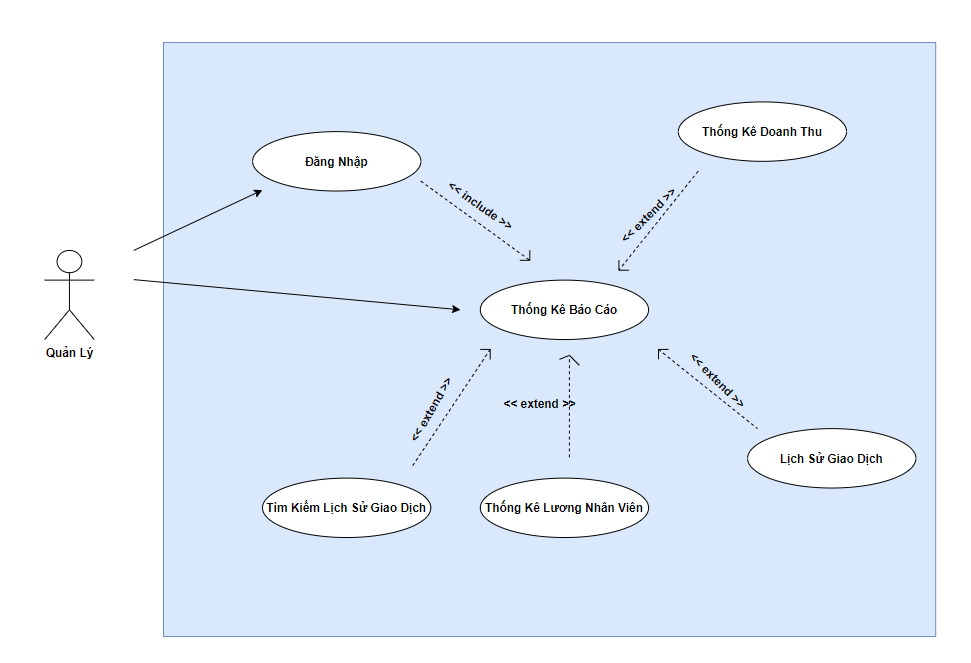 Thống Kê Doanh Thu
Đăng Nhập
<< include >>
<< extend >>
Thống Kê Báo Cáo
Quản Lý
<< extend >>
<< extend >>
<< extend >>
Lịch Sử Giao Dịch
Tìm Kiếm Lịch Sử Giao Dịch
Thống Kê Lương Nhân Viên